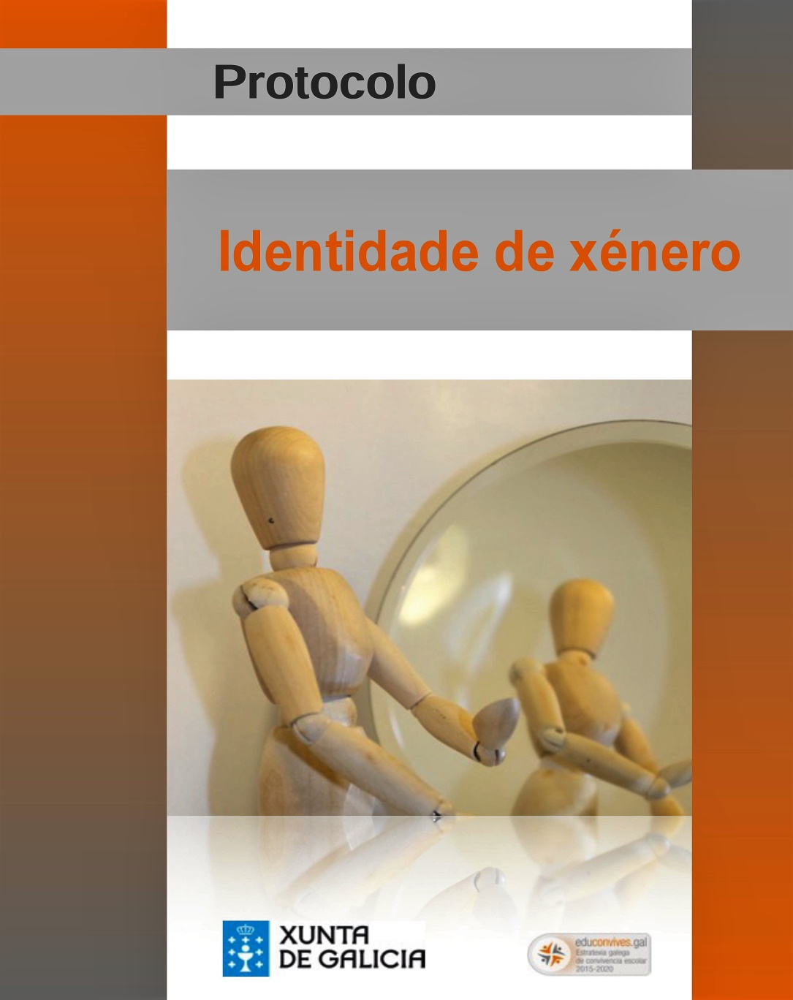 Protocolo
Identidade de xénero
XUNTA
DE GALICIA
educonvives.gal
Estratexia galega
de convivencia escolar
2015-2020